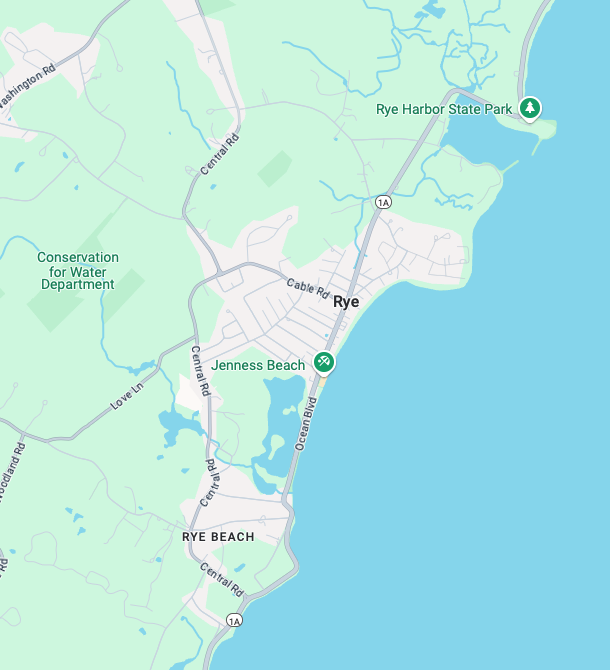 Washington Rd
Rye Harbor State Park
Central Rd
1A
Conservation
for Water
Department
Cable Rd
Rye
Jenness Beach
Central Rd
Love Ln
Ocean Blvd
Woodland Rd
Central Rd
RYE BEACH
Rd
Central Rd
1A